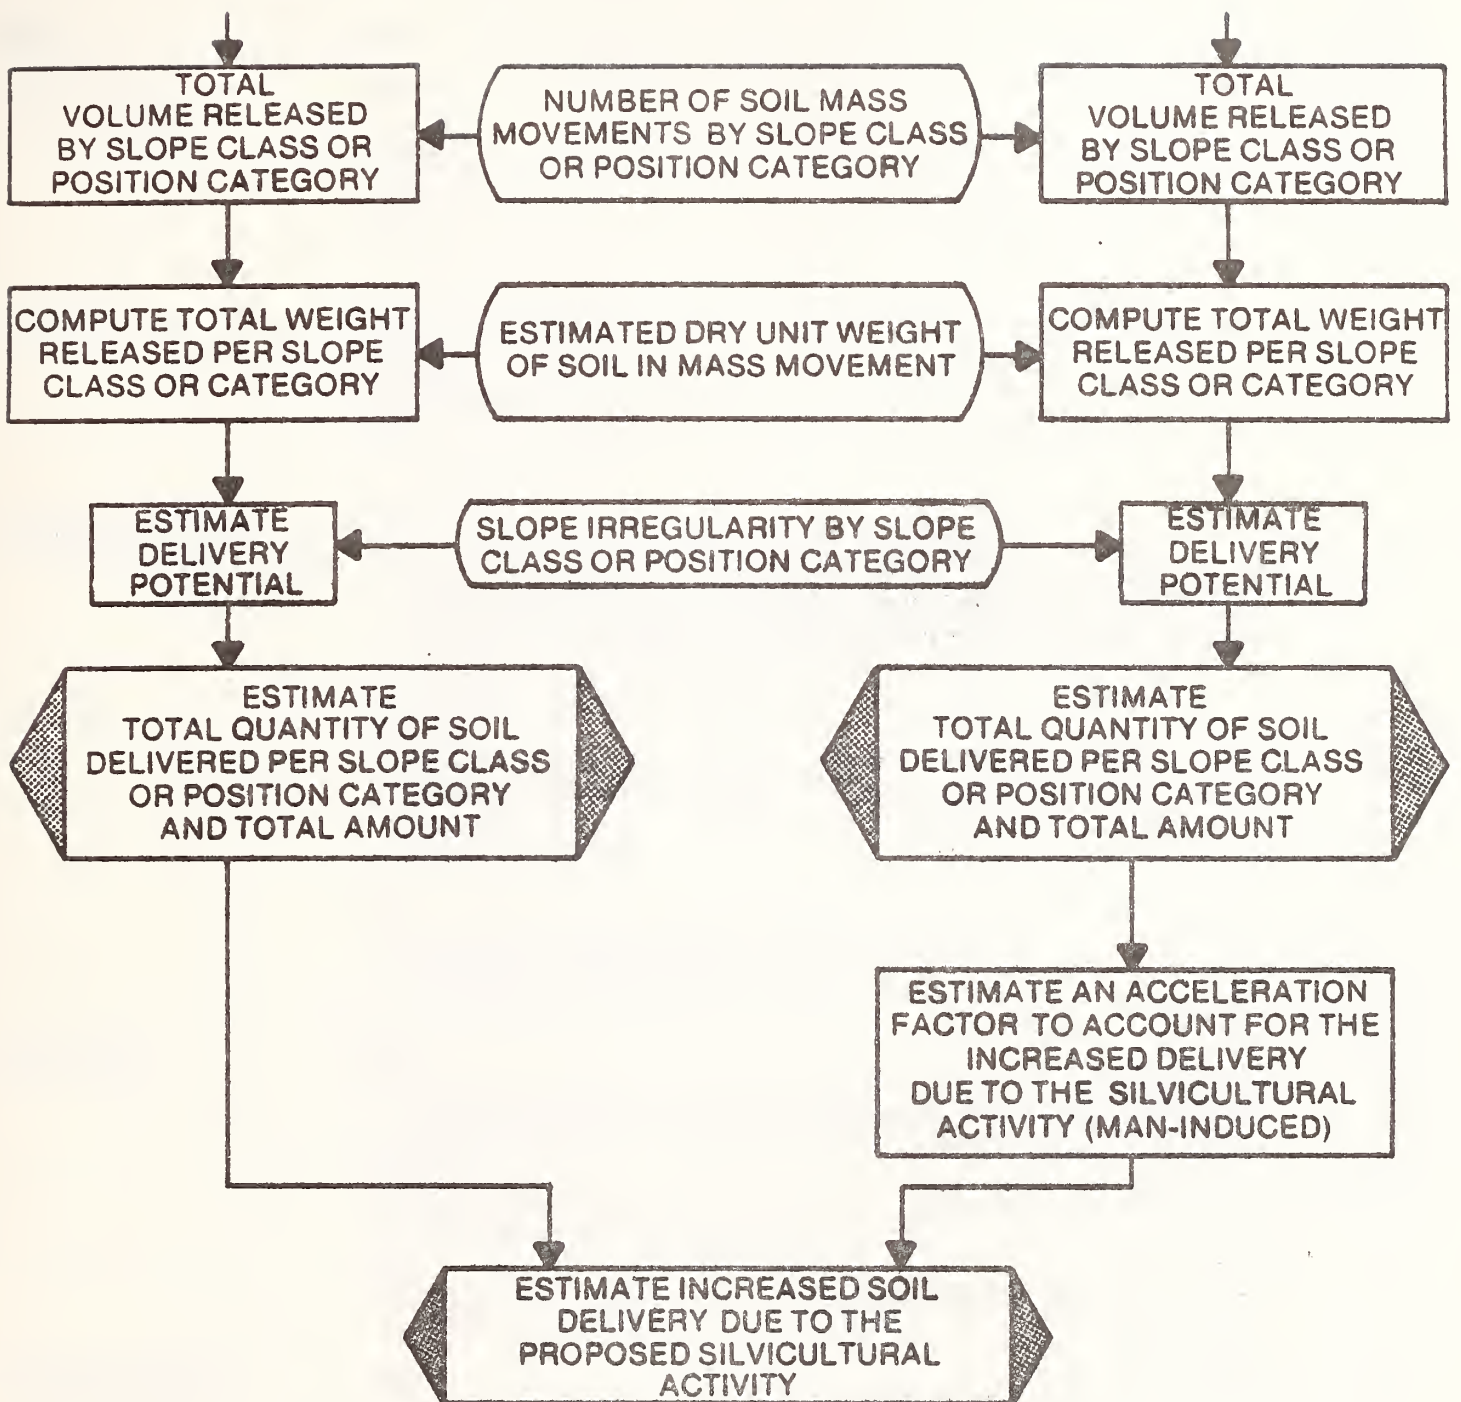 TOTAL
VOLUME RELEASED
BY SLOPE CLASS OR
POSITION CATEGORY
NUMBER OF SOIL MASS
MOVEMENTS BY SLOPE CLASS
OR POSITION CATEGORY
TOTAL
VOLUME RELEASED
BY SLOPE CLASS OR
POSITION CATEGORY
COMPUTE TOTAL WEIGHT
RELEASED PER SLOPE
CLASS OR CATEGORY
ESTIMATED DRY UNIT WEIGHT
OF SOIL IN MASS MOVEMENT
COMPUTE TOTAL WEIGHT
RELEASED PER SLOPE
CLASS OR CATEGORY
ESTIMATE
DELIVERY
POTENTIAL
SLOPE IRREGULARITY BY SLOPE
CLASS OR POSITION CATEGORY
ESTIMATE
DELIVERY
POTENTIAL
ESTIMATE
TOTAL QUANTITY OF SOIL
DELIVERED PER SLOPE CLASS
OR POSITION CATEGORY
AND TOTAL AMOUNT
ESTIMATE
TOTAL QUANTITY OF SOIL
DELIVERED PER SLOPE CLASS
OR POSITION CATEGORY
AND TOTAL AMOUNT
ESTIMATE AN ACCELERATION
FACTOR TO ACCOUNT FOR THE
INCREASED DELIVERY
DUE TO THE SILVICULTURAL
ACTIVITY (MAN-INDUCED)
ESTIMATE INCREASED SOIL
DELIVERY DUE TO THE
PROPOSED SILVICULTURAL
ACTIVITY